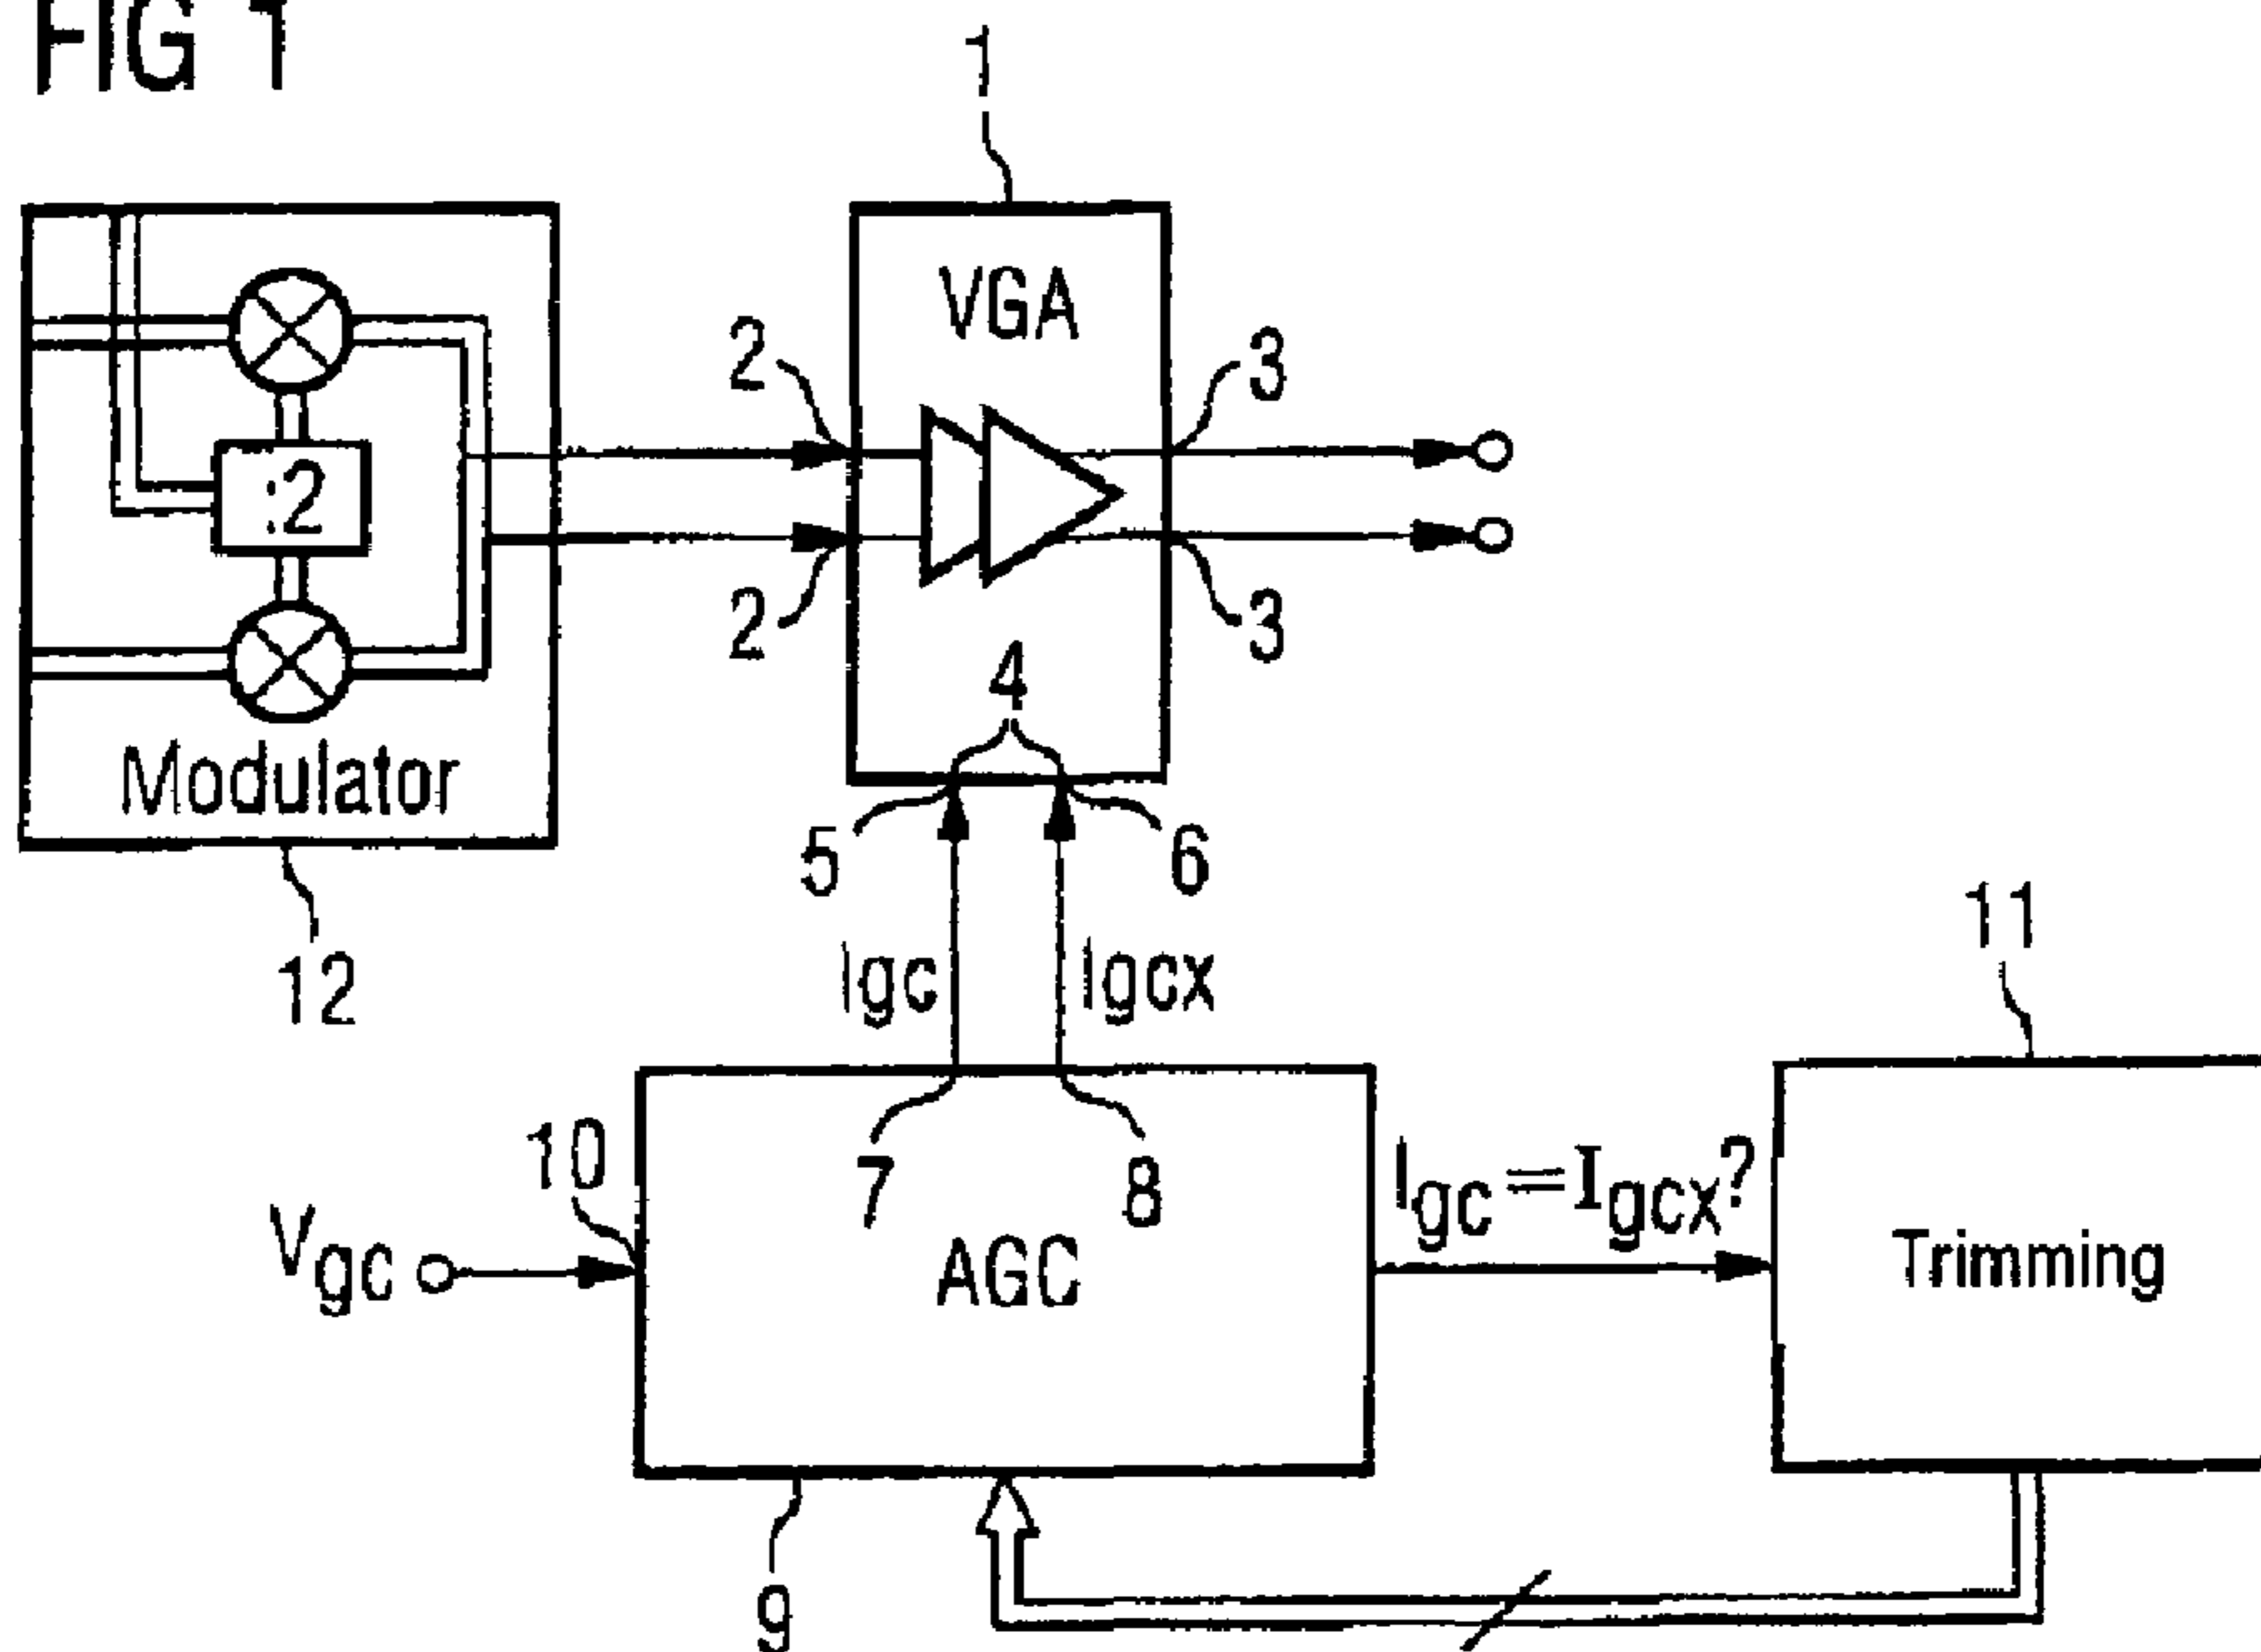 FIG 1
1
VGA
2
3
:2
2
3
4
Modulator
5
6
12
Igc
Igcx
11
10
7
8
Igc=Igcx?
Vgc
AGC
Trimming
9